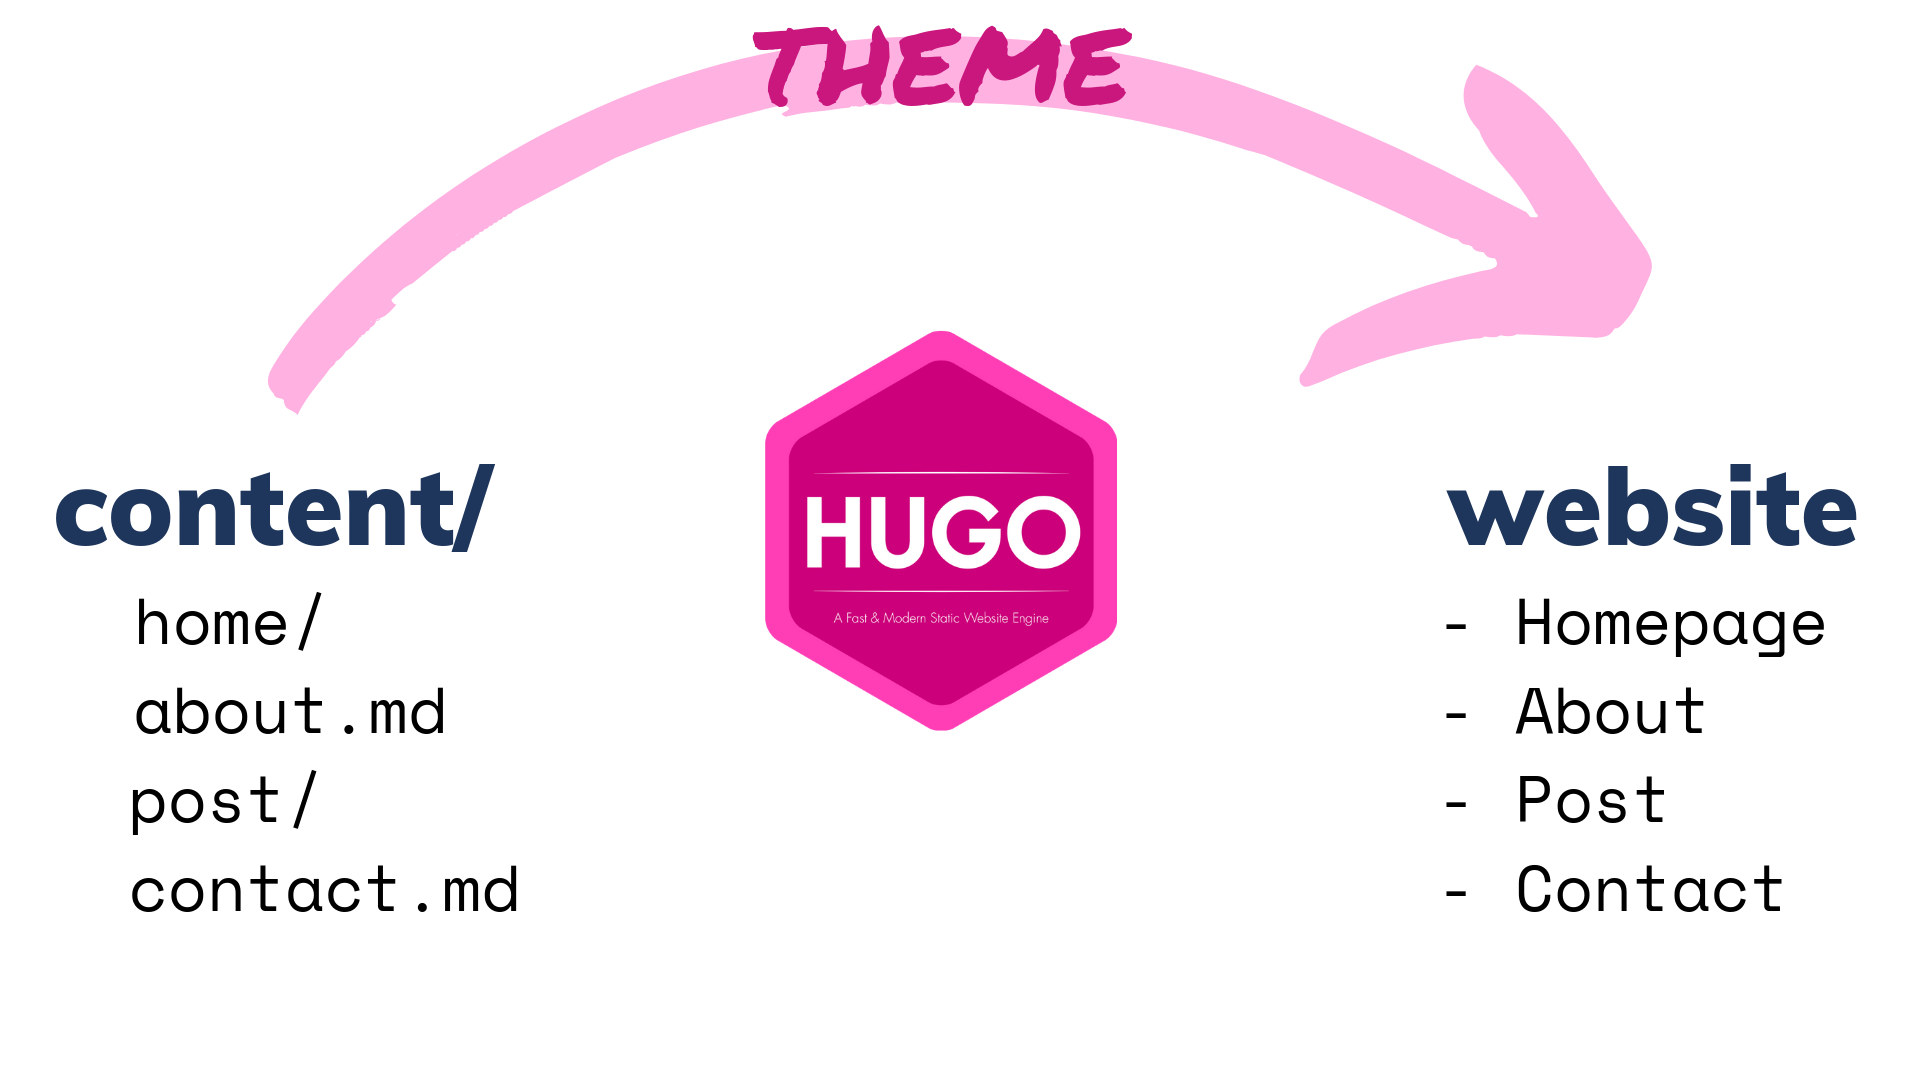 THEME
content/
home/
about.md
post/
contact.md
HUGO
A Fast & Modern Static Website Engine
website
- Homepage
- About
- Post
- Contact